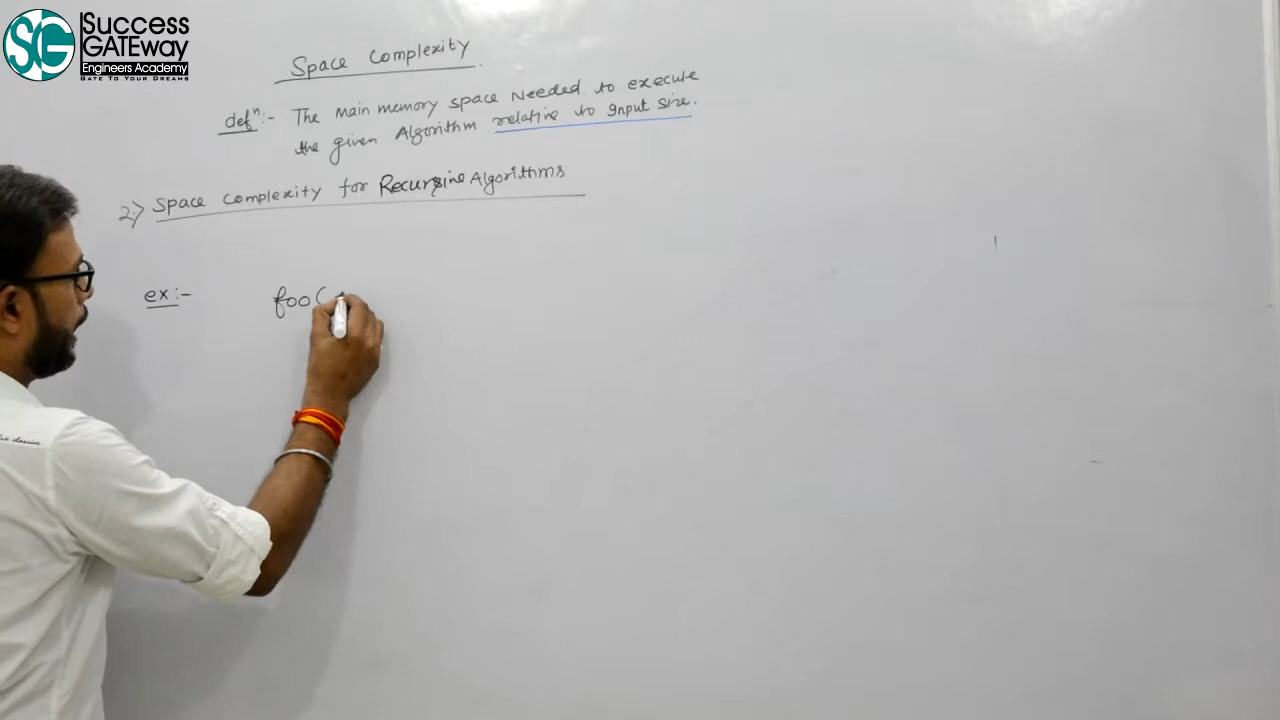 Success
GATEway
Engineers Academy
GATE TO YOUR DREAMS
Space Complexity
defⁿ:- The main memory space Needed to execute
the given Algorithm relative to Input size.
2:> Space Complexity for Recursive Algorithms
ex:- foo(